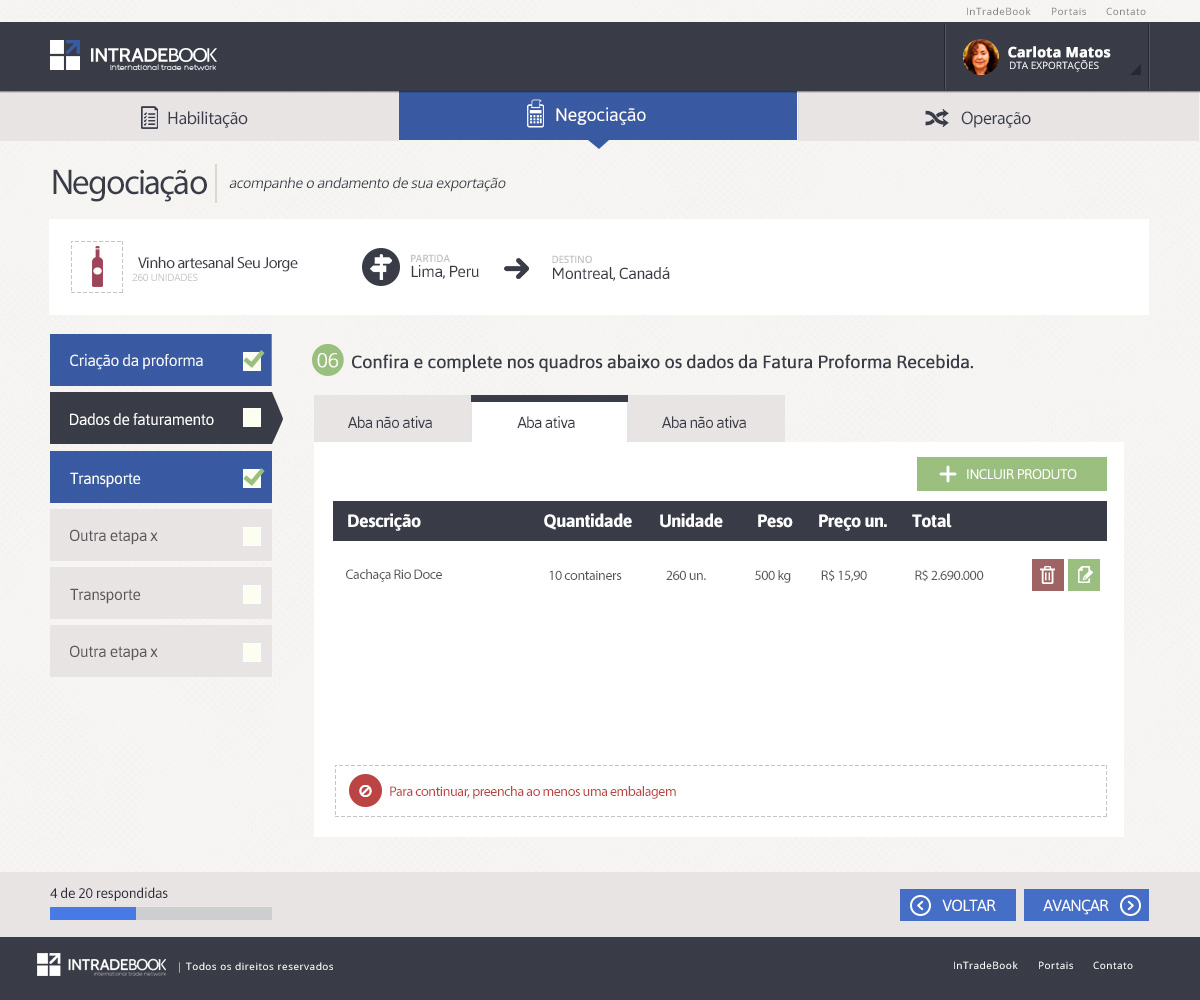 InTradeBook Portais Contato
INTRADEBOOK
international trade network
Carlota Matos
DTA EXPORTAÇÕES
Habilitação
Negociação
Operação
Negociação
acompanhe o andamento de sua exportação
Vinho artesanal Seu Jorge
260 UNIDADES
PARTIDA
Lima, Peru
DESTINO
Montreal, Canadá
Criação da proforma
Dados de faturamento
Transporte
Outra etapa x
Transporte
Outra etapa x
06 Confira e complete nos quadros abaixo os dados da Fatura Proforma Recebida.
Aba não ativa
Aba ativa
Aba não ativa
INCLUIR PRODUTO
Descrição Quantidade Unidade Peso Preço un. Total
Cachaça Rio Doce 10 containers 260 un. 500 kg R$ 15,90 R$ 2.690.000
Para continuar, preencha ao menos uma embalagem
4 de 20 respondidas
VOLTAR
AVANÇAR
INTRADEBOOK
international trade network
| Todos os direitos reservados
InTradeBook Portais Contato